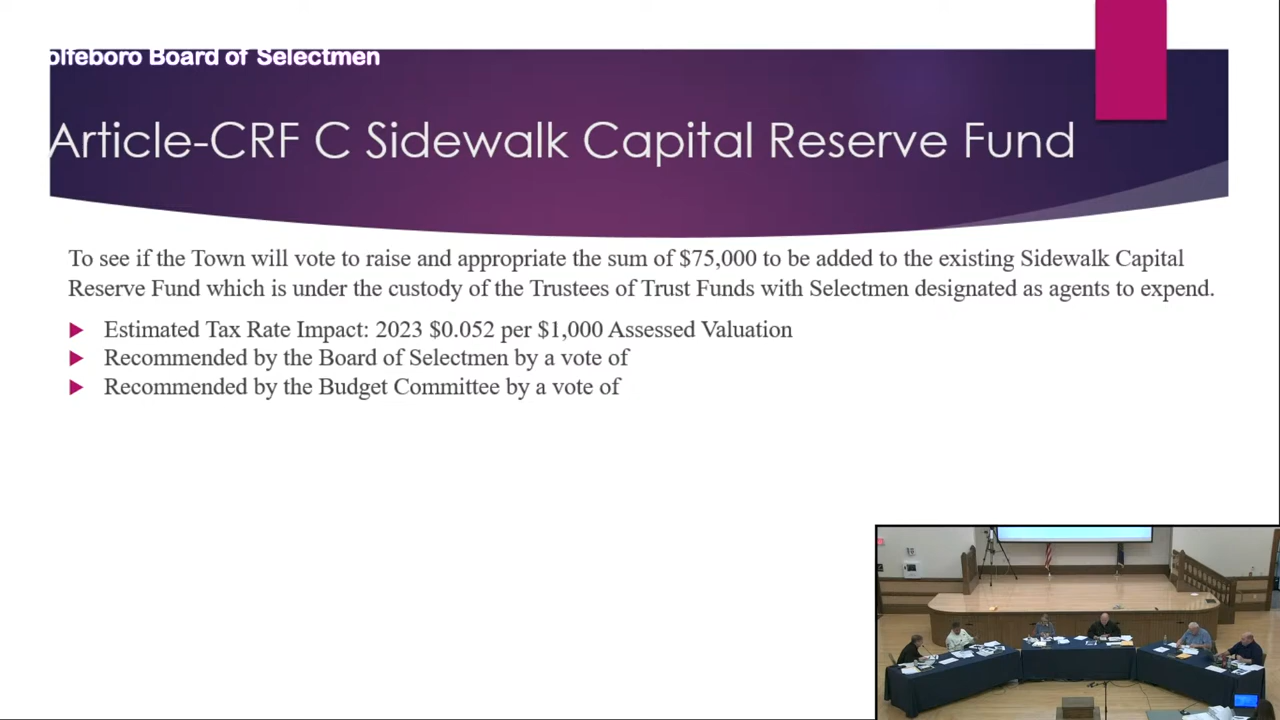 olfeboro Board of Selectmen
Article-CRF C Sidewalk Capital Reserve Fund
To see if the Town will vote to raise and appropriate the sum of $75,000 to be added to the existing Sidewalk Capital
Reserve Fund which is under the custody of the Trustees of Trust Funds with Selectmen designated as agents to expend.
Estimated Tax Rate Impact: 2023 $0.052 per $1,000 Assessed Valuation
Recommended by the Board of Selectmen by a vote of
Recommended by the Budget Committee by a vote of